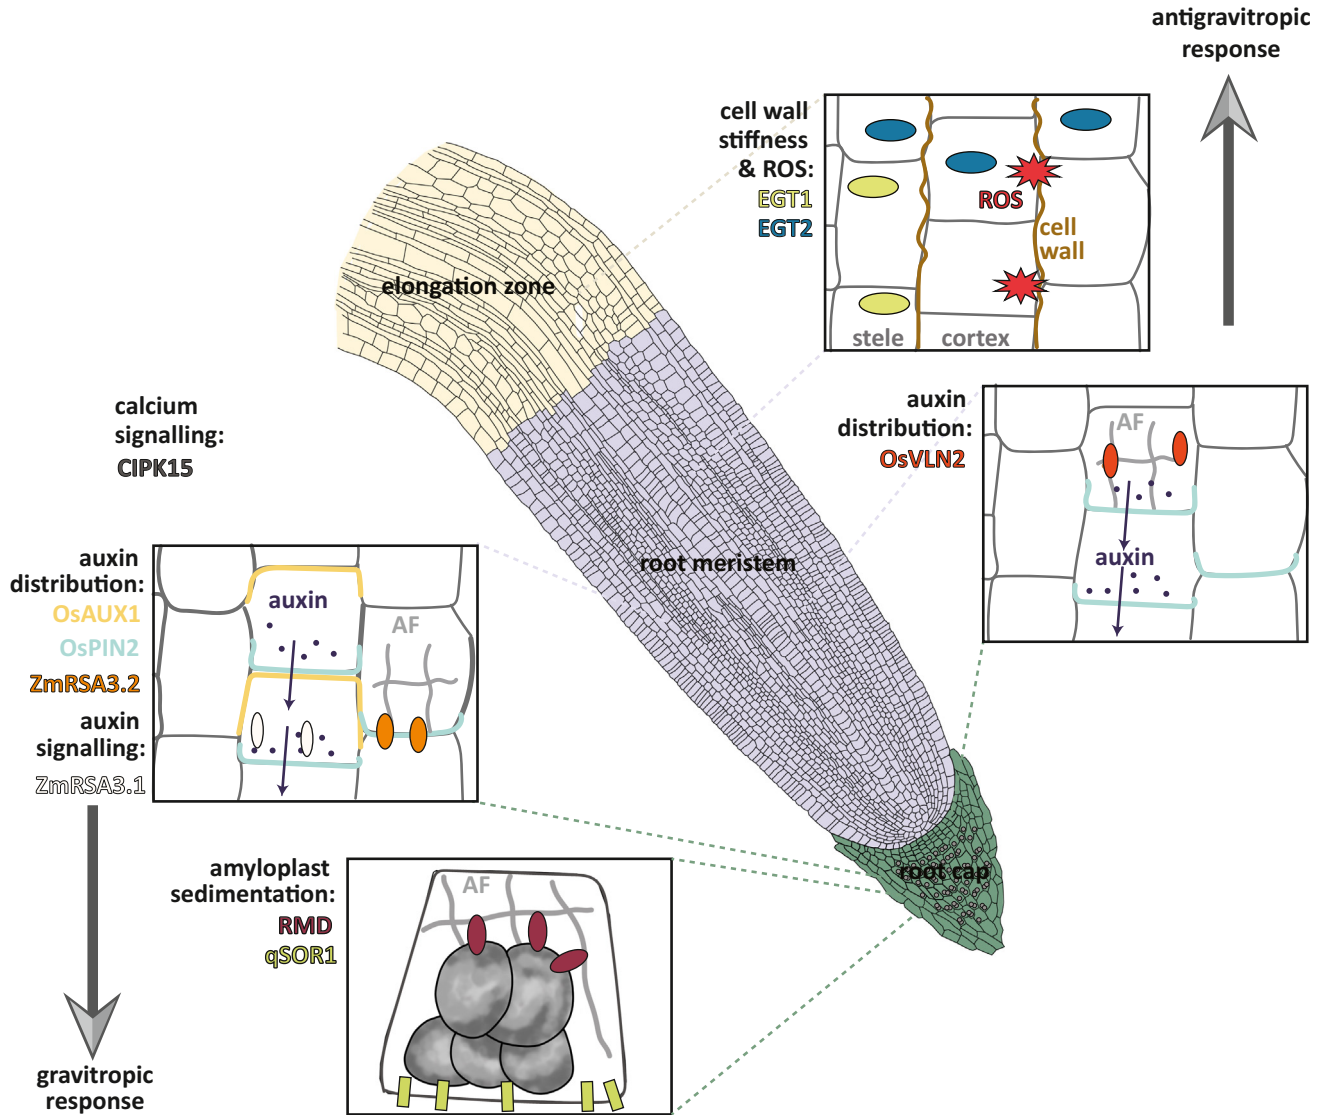 antigravitropic
response
cell wall
stiffness
& ROS:
EGT1
EGT2
ROS
cell
wall
stele
cortex
elongation zone
calcium
signalling:
CIPK15
auxin
distribution:
OsVLN2
AF
auxin
root meristem
auxin
distribution:
OsAUX1
OsPIN2
ZmRSA3.2
auxin
signalling:
ZmRSA3.1
auxin
AF
root cap
amyloplast
sedimentation:
RMD
qSOR1
AF
gravitropic
response